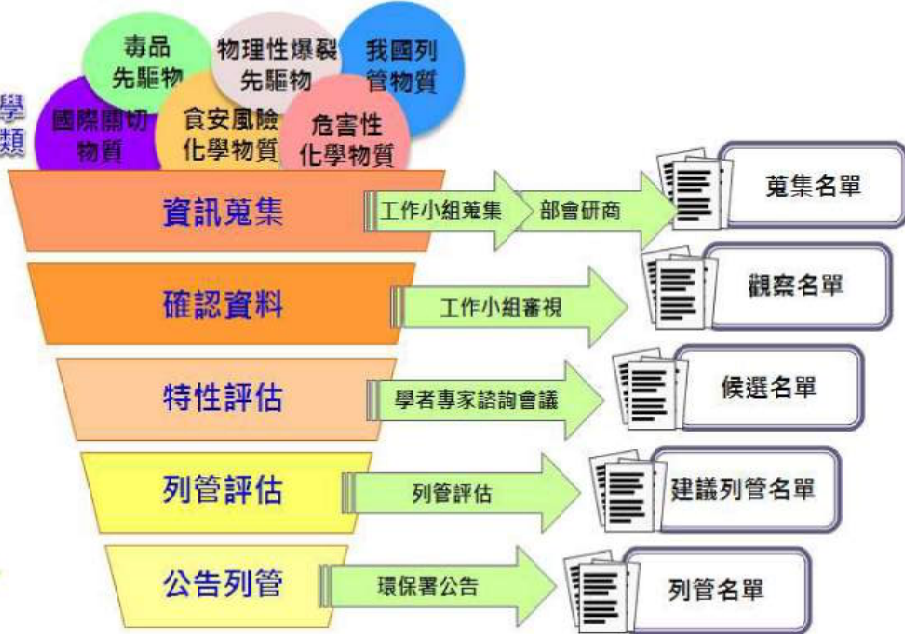 毒品
先驅物
物理性爆裂
先驅物
我國列
管物質
學
類
國際關切
物質
食安風險
化學物質
危害性
化學物質
資訊蒐集
工作小組蒐集
部會研商
蒐集名單
確認資料
工作小組審視
觀察名單
特性評估
學者專家諮詢會議
候選名單
列管評估
列管評估
建議列管名單
公告列管
環保署公告
列管名單